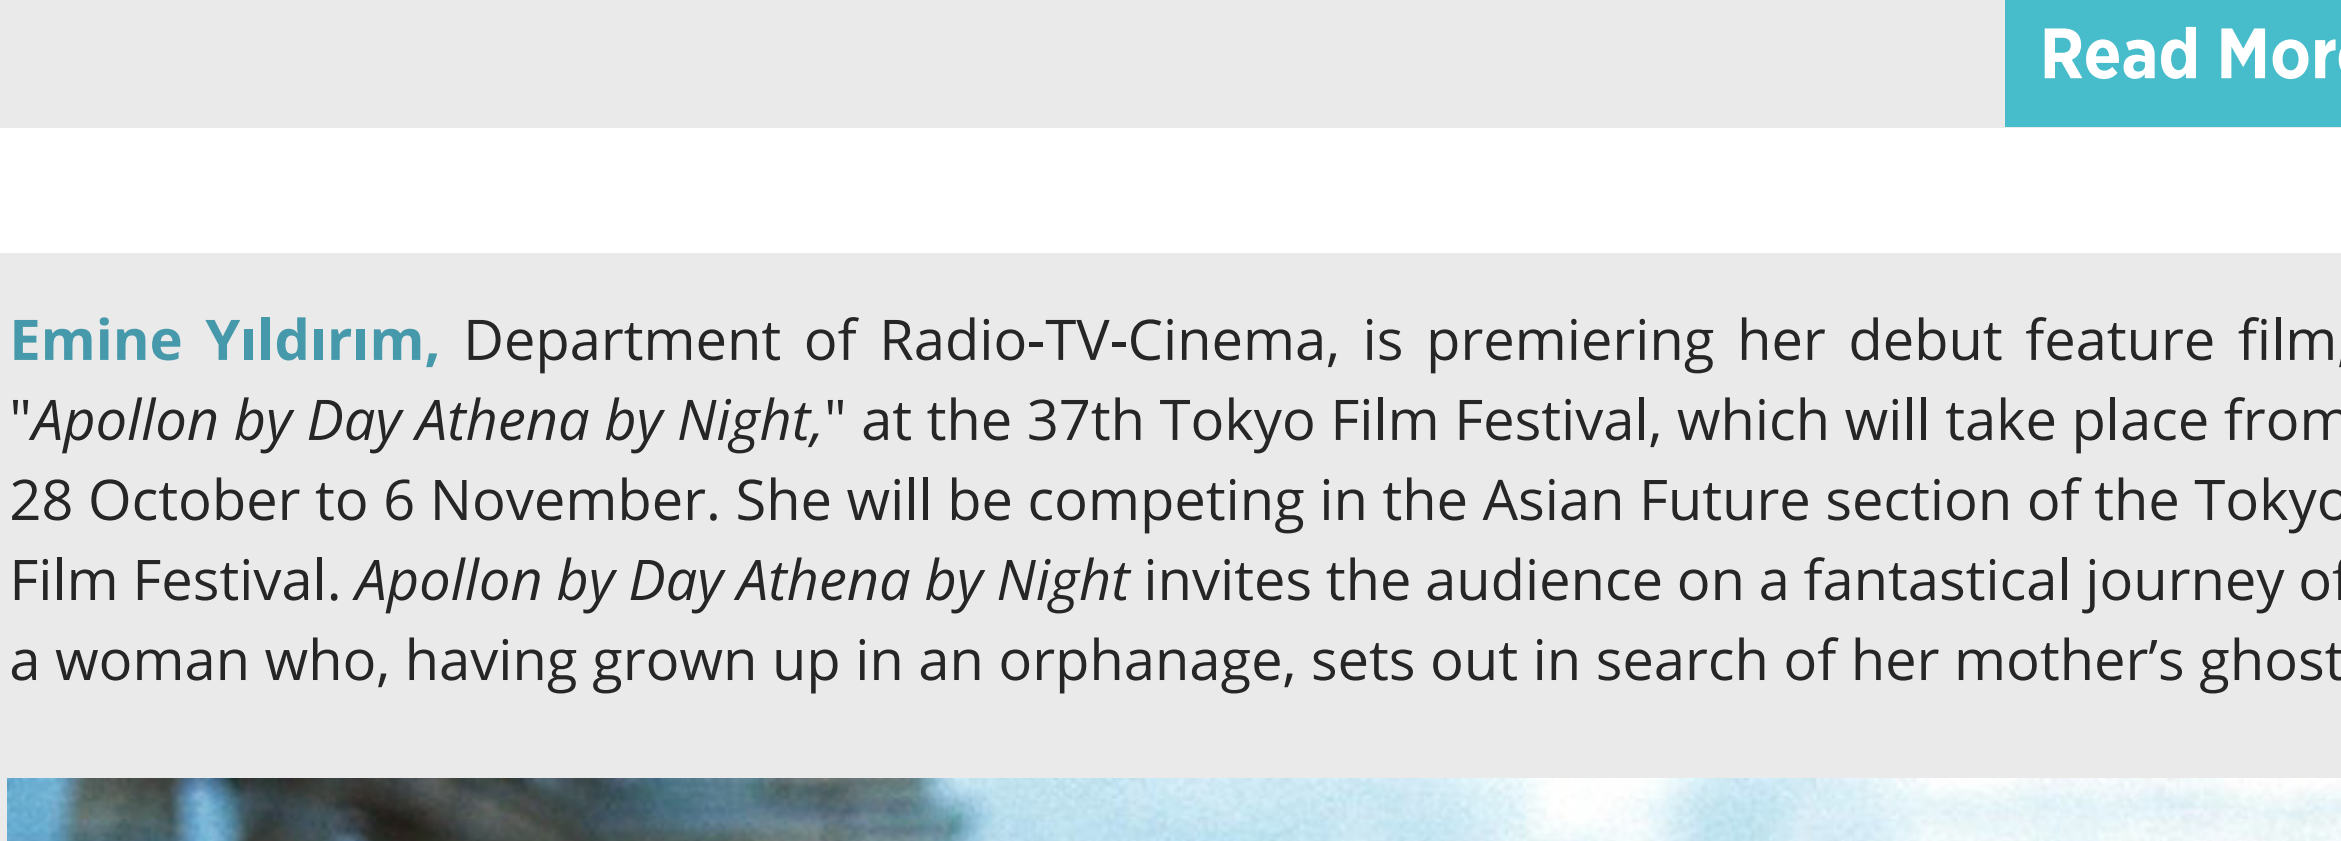 Read More
Emine Yıldırım, Department of Radio-TV-Cinema, is premiering her debut feature film,
"Apollon by Day Athena by Night," at the 37th Tokyo Film Festival, which will take place from
28 October to 6 November. She will be competing in the Asian Future section of the Tokyo
Film Festival. Apollon by Day Athena by Night invites the audience on a fantastical journey of
a woman who, having grown up in an orphanage, sets out in search of her mother’s ghost